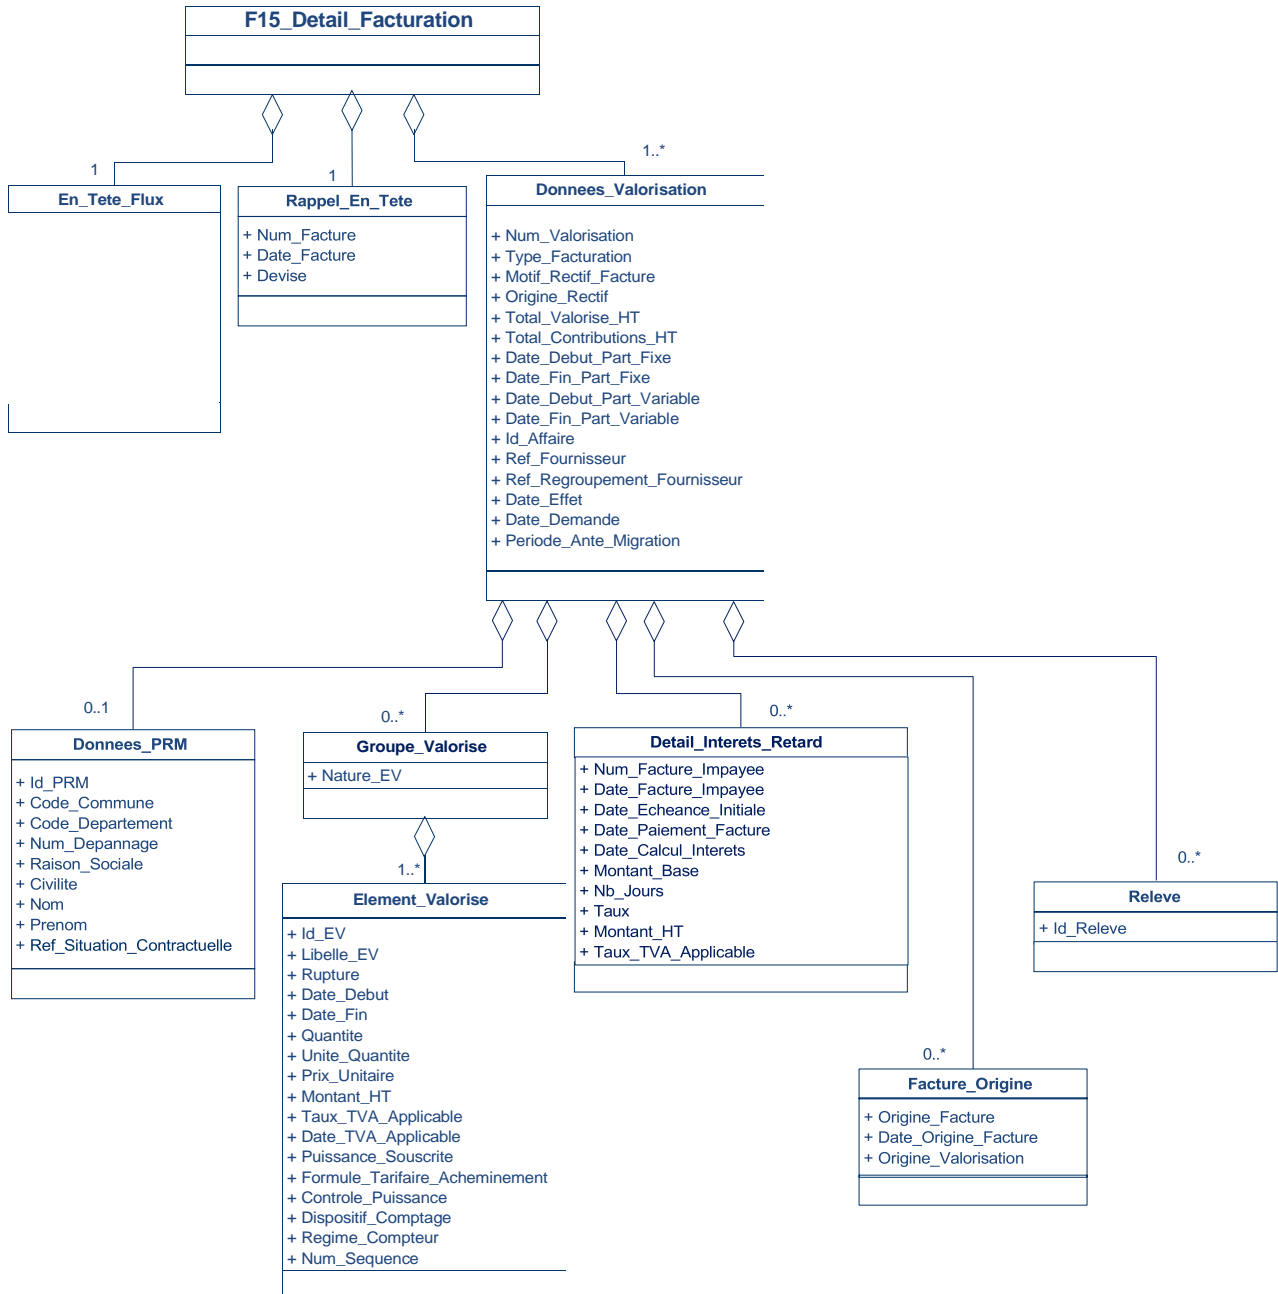 F15_Detail_Facturation
1
En_Tete_Flux
1
Rappel_En_Tete
+ Num_Facture
+ Date_Facture
+ Devise
1..*
Donnees_Valorisation
+ Num_Valorisation
+ Type_Facturation
+ Motif_Rectif_Facture
+ Origine_Rectif
+ Total_Valorise_HT
+ Total_Contributions_HT
+ Date_Debut_Part_Fixe
+ Date_Fin_Part_Fixe
+ Date_Debut_Part_Variable
+ Date_Fin_Part_Variable
+ Id_Affaire
+ Ref_Fournisseur
+ Ref_Regroupement_Fournisseur
+ Date_Effet
+ Date_Demande
+ Periode_Ante_Migration
0..1
Donnees_PRM
+ Id_PRM
+ Code_Commune
+ Code_Departement
+ Num_Depannage
+ Raison_Sociale
+ Civilite
+ Nom
+ Prenom
+ Ref_Situation_Contractuelle
0..*
Groupe_Valorise
+ Nature_EV
1..*
Element_Valorise
+ Id_EV
+ Libelle_EV
+ Rupture
+ Date_Debut
+ Date_Fin
+ Quantite
+ Unite_Quantite
+ Prix_Unitaire
+ Montant_HT
+ Taux_TVA_Applicable
+ Date_TVA_Applicable
+ Puissance_Souscrite
+ Formule_Tarifaire_Acheminement
+ Controle_Puissance
+ Dispositif_Comptage
+ Regime_Compteur
+ Num_Sequence
0..*
Detail_Interets_Retard
+ Num_Facture_Impayee
+ Date_Facture_Impayee
+ Date_Echeance_Initiale
+ Date_Paiement_Facture
+ Date_Calcul_Interets
+ Montant_Base
+ Nb_Jours
+ Taux
+ Montant_HT
+ Taux_TVA_Applicable
0..*
Releve
+ Id_Releve
0..*
Facture_Origine
+ Origine_Facture
+ Date_Origine_Facture
+ Origine_Valorisation